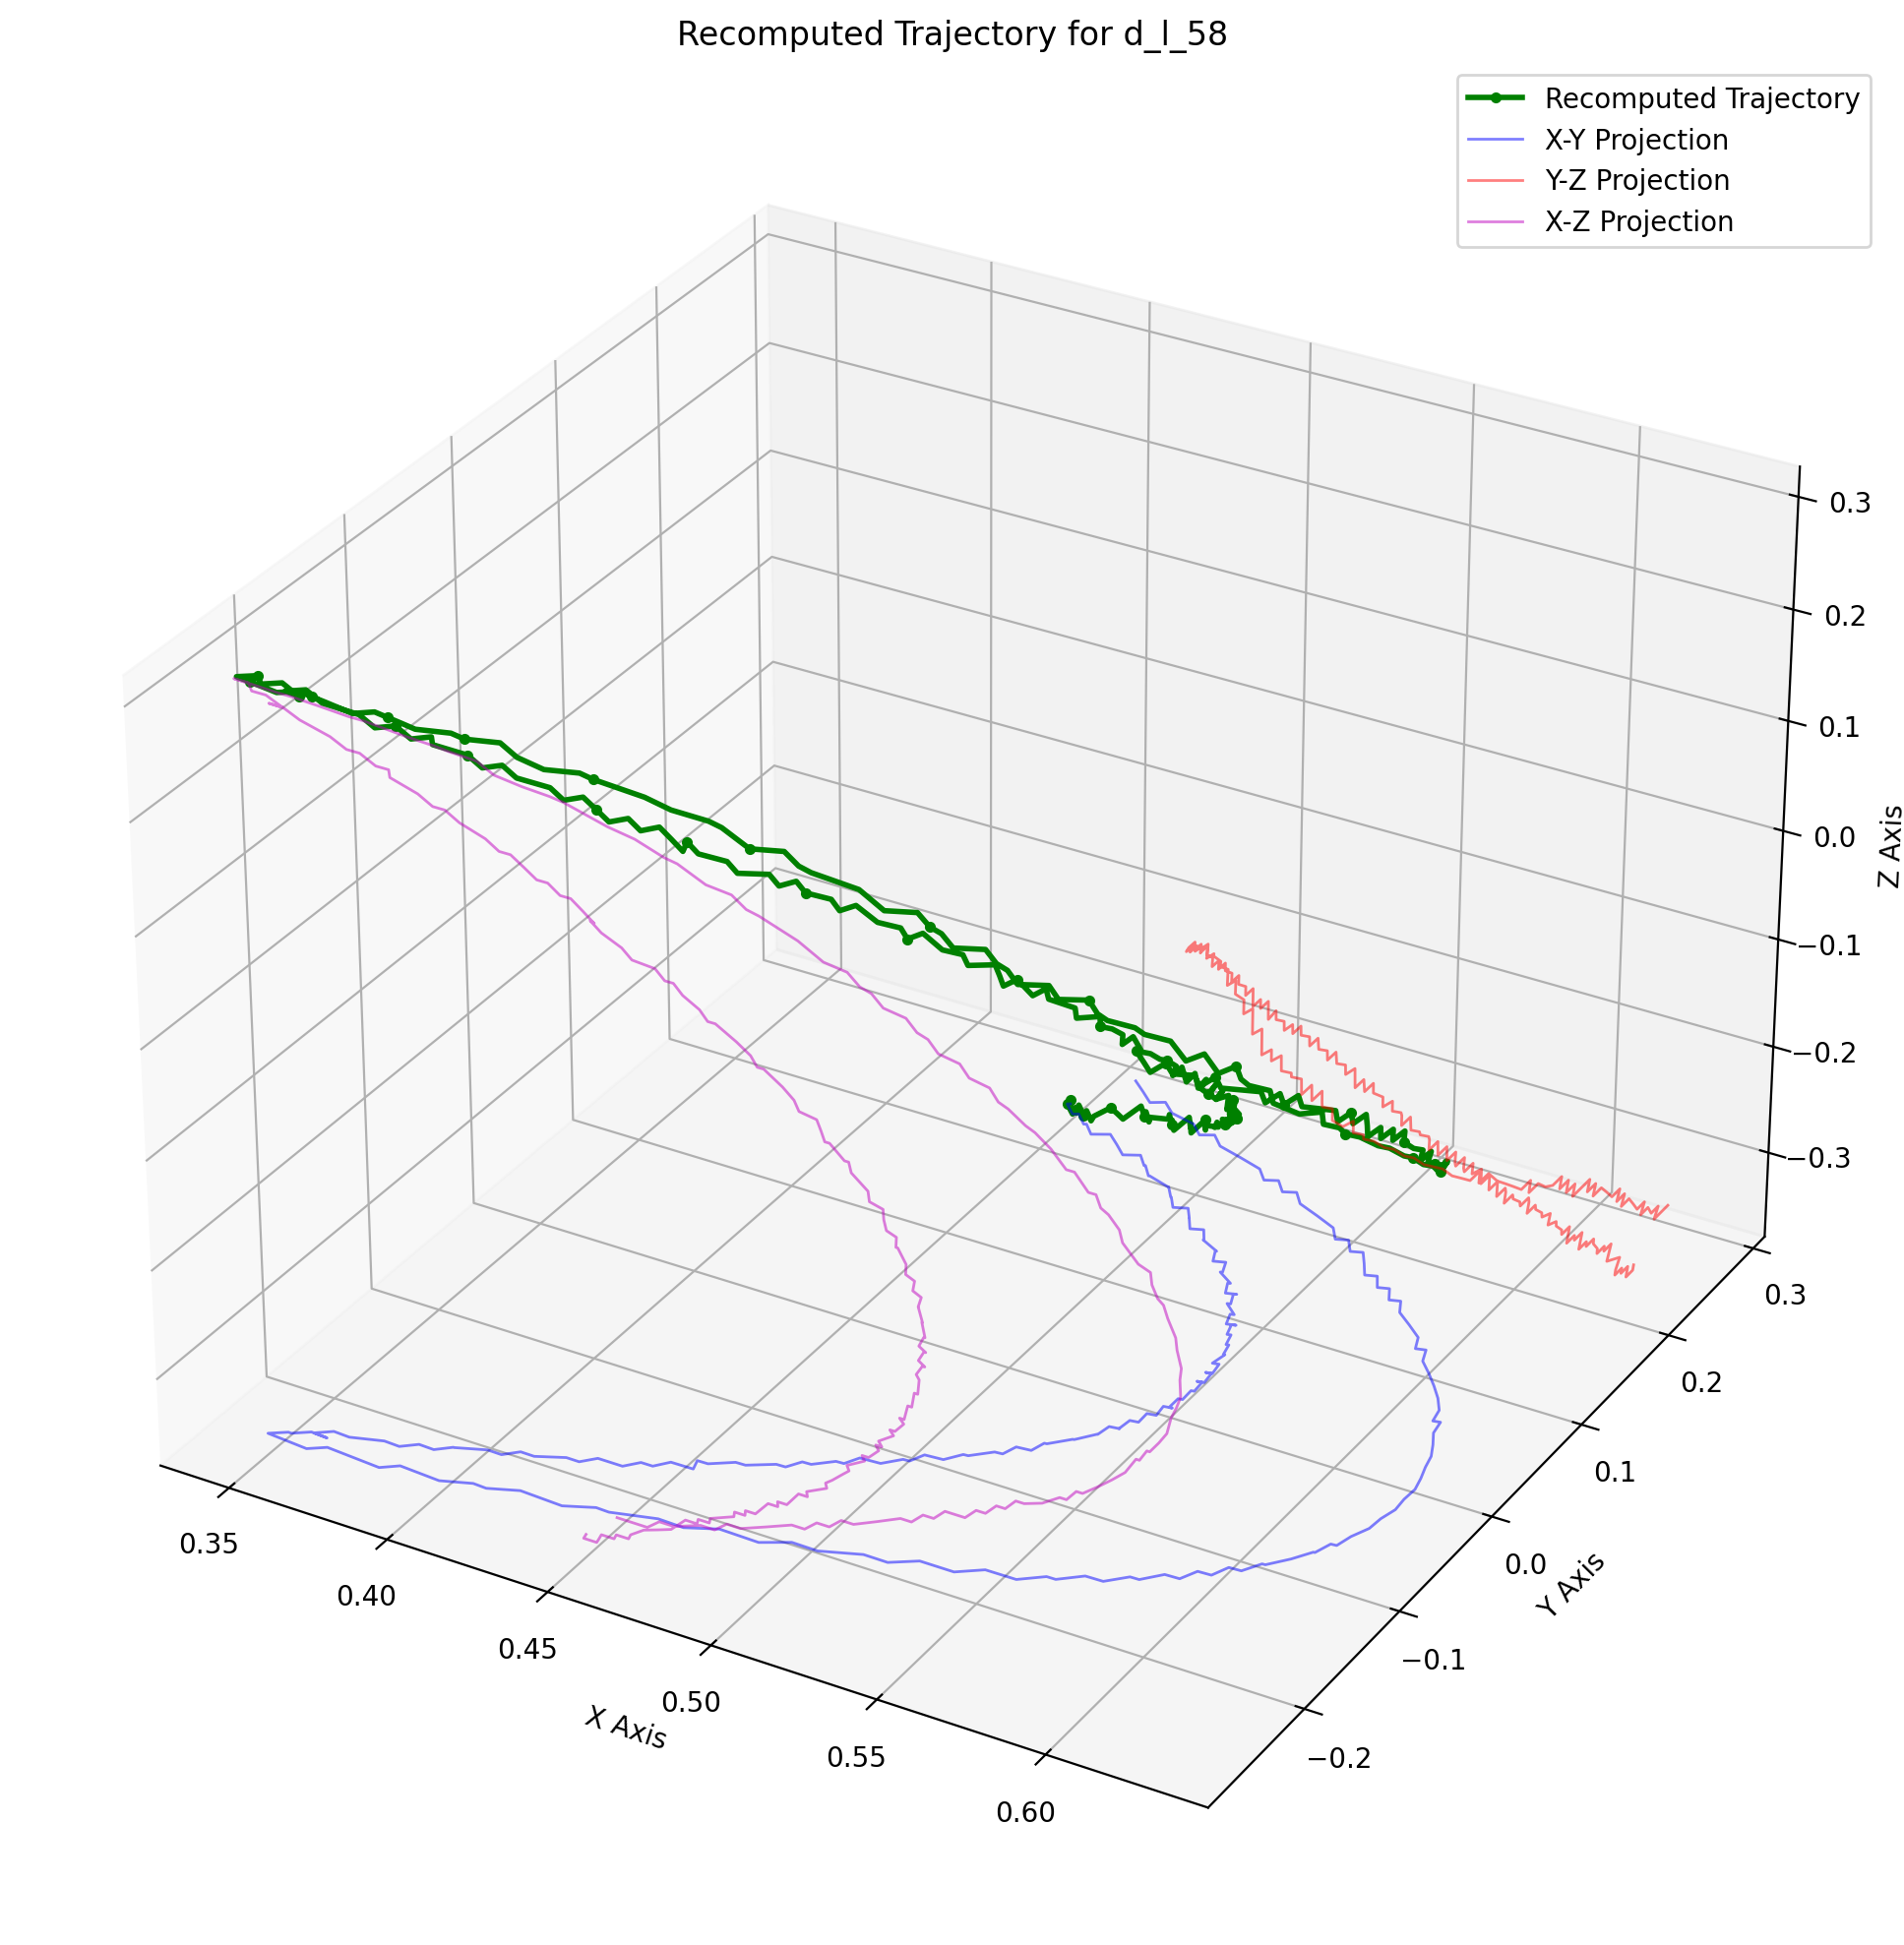 Recomputed Trajectory for d_l_58
Recomputed Trajectory
X-Y Projection
Y-Z Projection
X-Z Projection
0.3
0.2
0.1
0.0
−0.1
−0.2
−0.3
Z Axis
0.3
0.2
0.1
0.0
−0.1
−0.2
Y Axis
0.35
0.40
0.45
0.50
0.55
0.60
X Axis